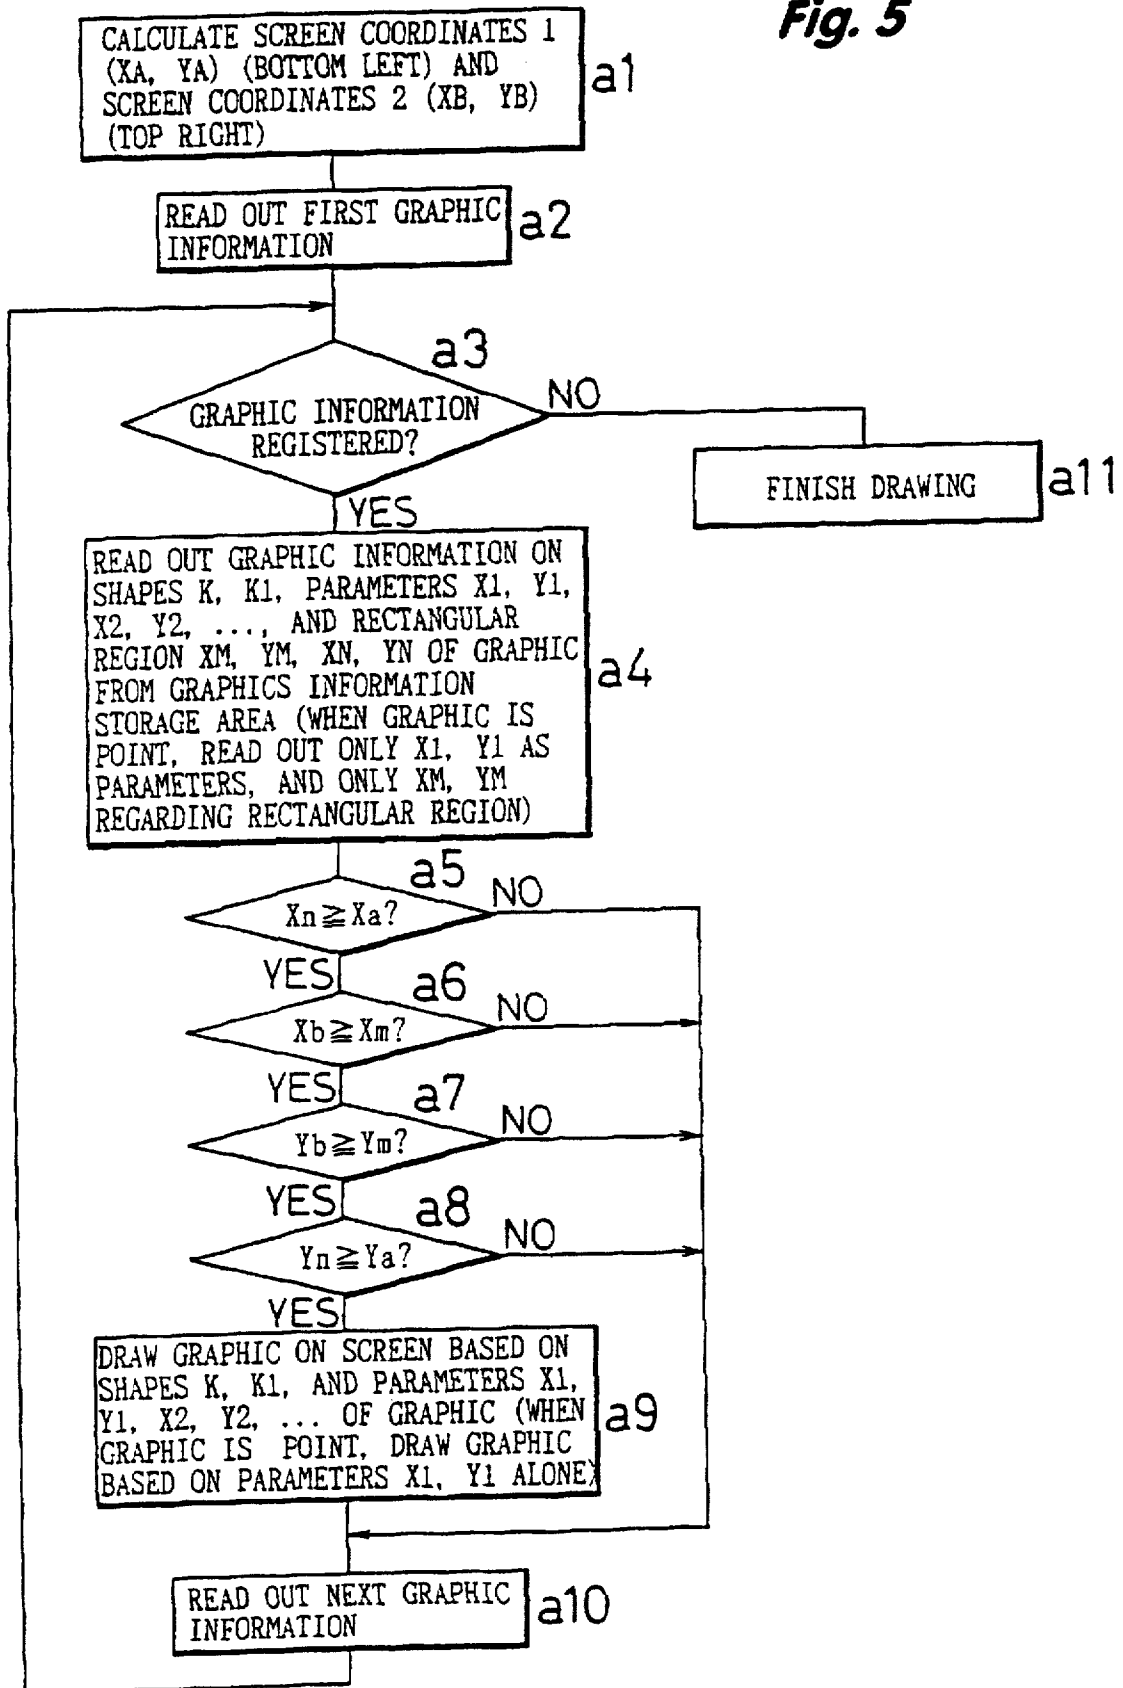 Fig. 5
CALCULATE SCREEN COORDINATES 1
(XA, YA) (BOTTOM LEFT) AND
SCREEN COORDINATES 2 (XB, YB)
(TOP RIGHT)
a1
READ OUT FIRST GRAPHIC
INFORMATION
a2
a3
GRAPHIC INFORMATION
REGISTERED?
NO
FINISH DRAWING
a11
YES
READ OUT GRAPHIC INFORMATION ON
SHAPES K, K1, PARAMETERS X1, Y1,
X2, Y2, ..., AND RECTANGULAR
REGION XM, YM, XN, YN OF GRAPHIC
FROM GRAPHICS INFORMATION
STORAGE AREA (WHEN GRAPHIC IS
POINT, READ OUT ONLY X1, Y1 AS
PARAMETERS, AND ONLY XM, YM
REGARDING RECTANGULAR REGION)
a4
a5
Xn≧Xa?
NO
YES
a6
Xb≧Xm?
NO
YES
a7
Yb≧Ym?
NO
YES
a8
Yn≧Ya?
NO
YES
DRAW GRAPHIC ON SCREEN BASED ON
SHAPES K, K1, AND PARAMETERS X1,
Y1, X2, Y2, ... OF GRAPHIC (WHEN
GRAPHIC IS POINT, DRAW GRAPHIC
BASED ON PARAMETERS X1, Y1 ALONE)
a9
READ OUT NEXT GRAPHIC
INFORMATION
a10